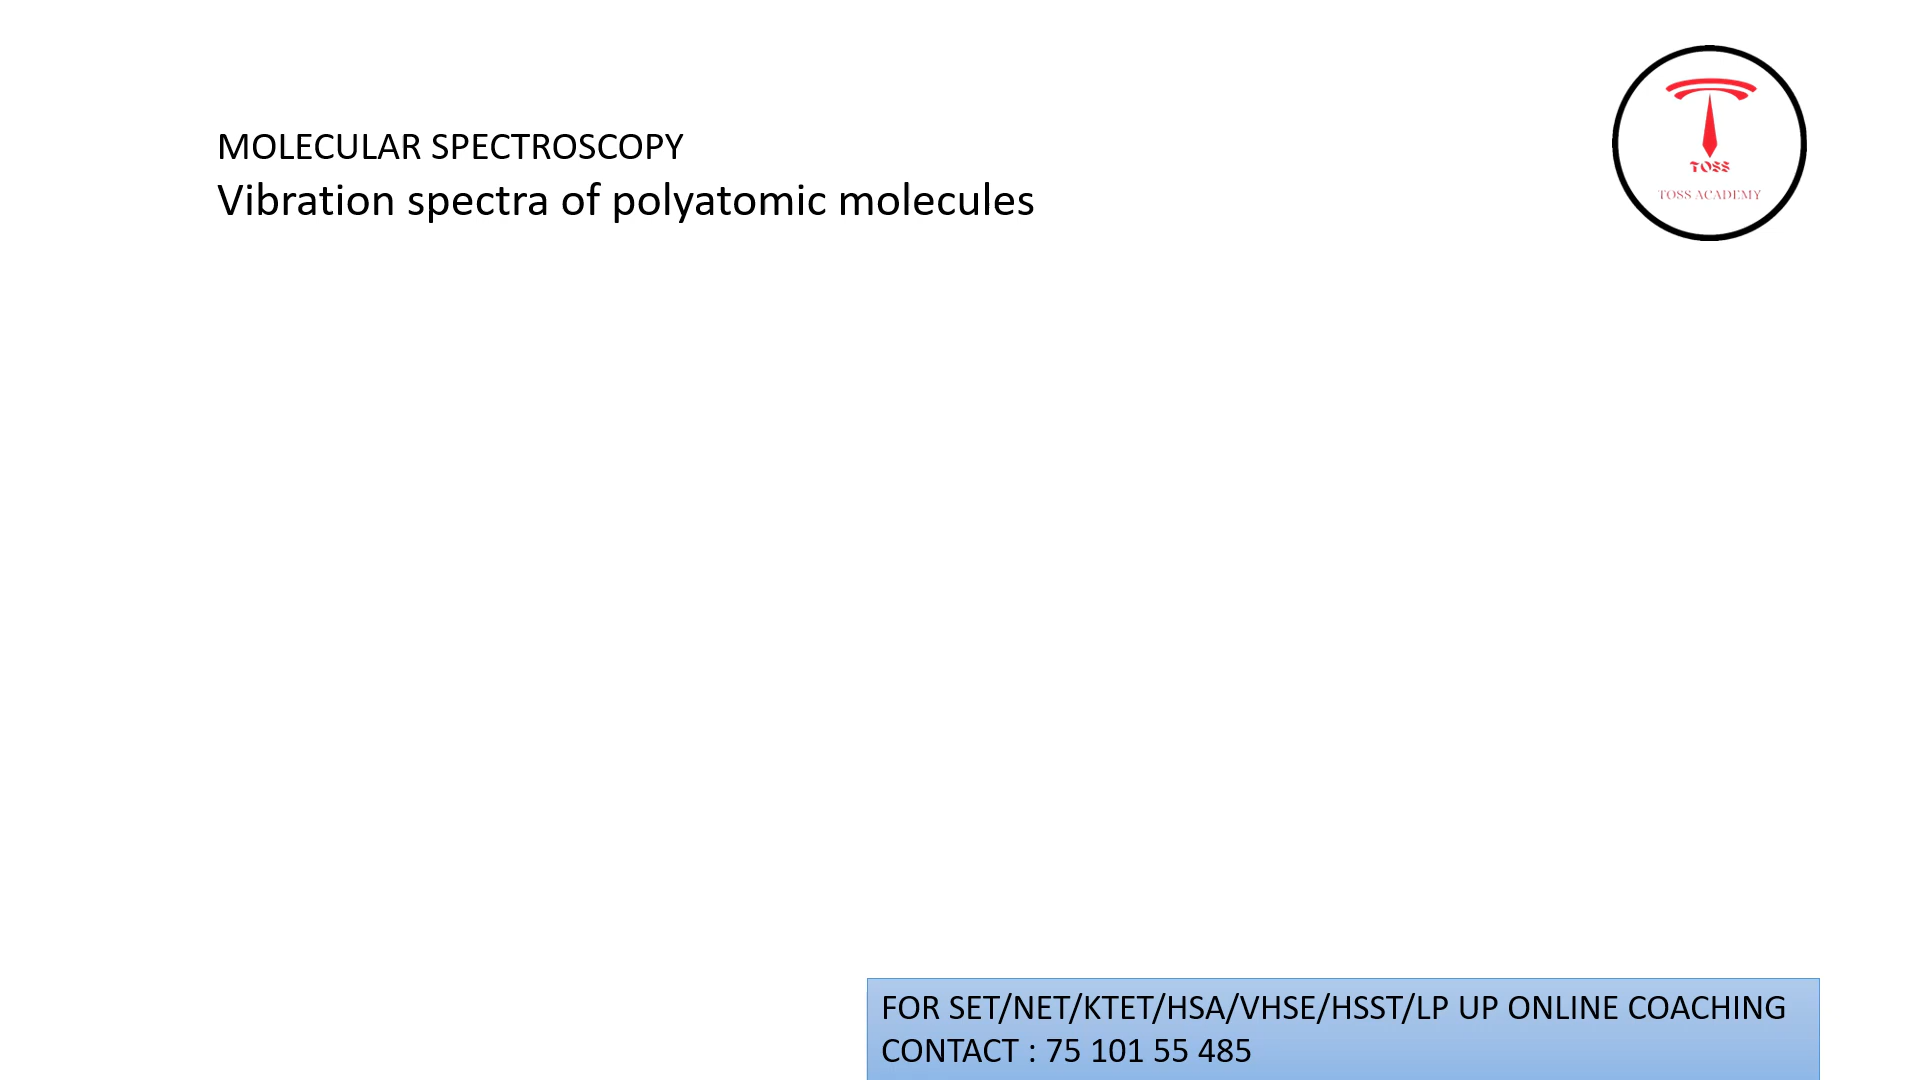 MOLECULAR SPECTROSCOPY
Vibration spectra of polyatomic molecules
TOSS
TOSS ACADEMY
FOR SET/NET/KTET/HSA/VHSE/HSST/LP UP ONLINE COACHING
CONTACT : 75 101 55 485